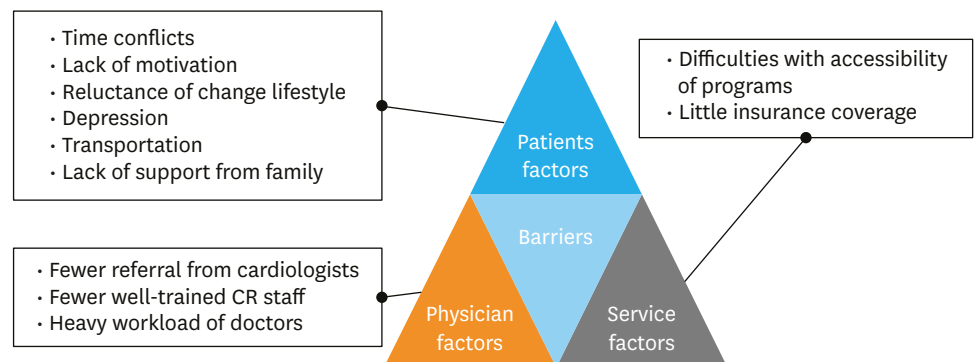 · Time conflicts
· Lack of motivation
· Reluctance of change lifestyle
· Depression
· Transportation
· Lack of support from family
· Difficulties with accessibility
of programs
· Little insurance coverage
Patients
factors
Barriers
· Fewer referral from cardiologists
· Fewer well-trained CR staff
· Heavy workload of doctors
Physician
factors
Service
factors